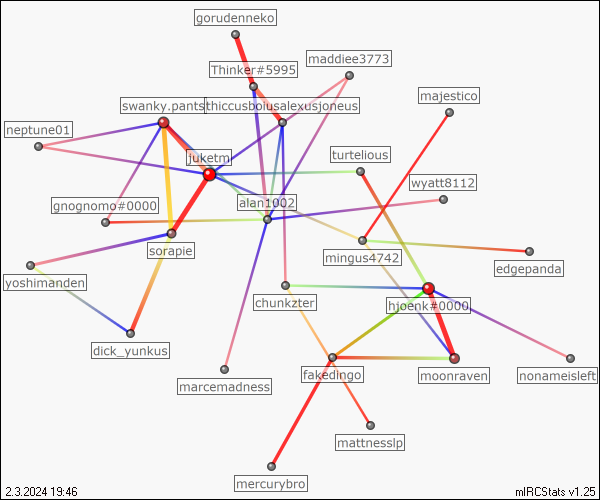 gorudenneko
maddiee3773
Thinker#5995
majestico
swanky.pants
thiccusboiusalexusjoneus
neptune01
juketm
turtelious
wyatt8112
gnognomo#0000
alan1002
sorapie
mingus4742
edgepanda
yoshimanden
chunkzter
hjoenk#0000
dick_yunkus
fakedingo
moonraven
nonameisleft
marcemadness
mattnesslp
mercurybro
2.3.2024 19:46
mIRCStats v1.25